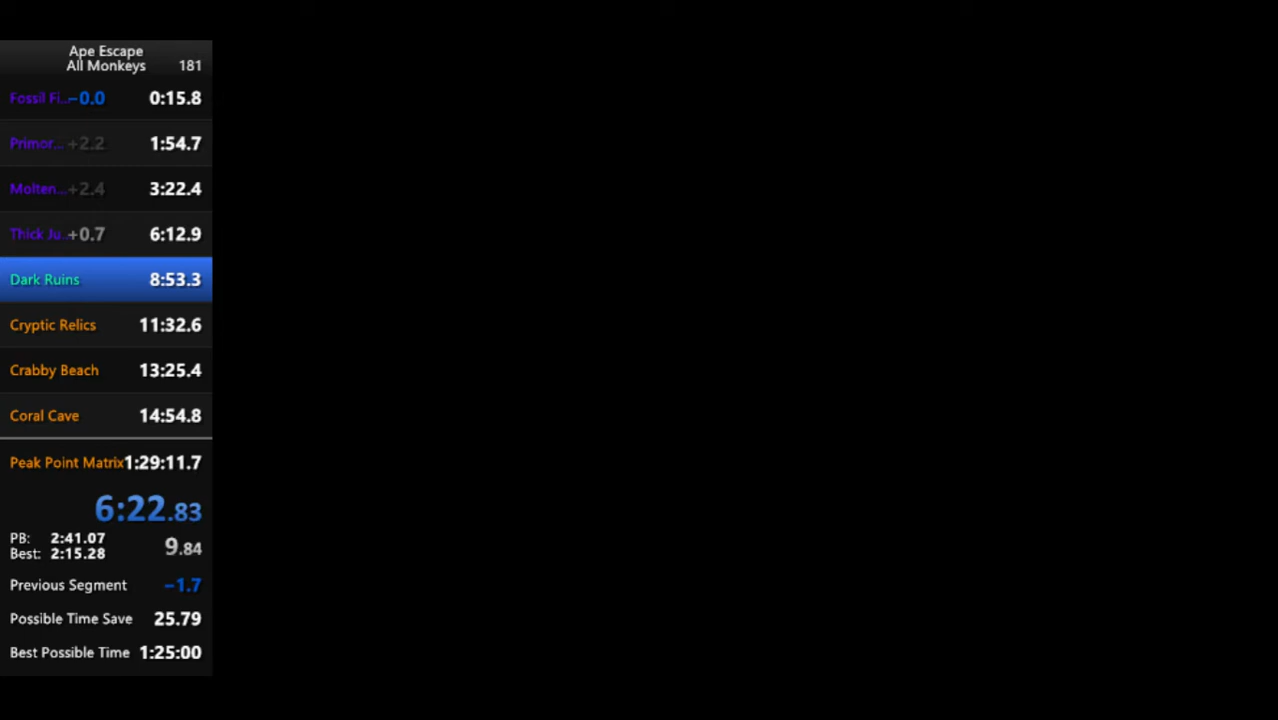 Ape Escape
All Monkeys 181
Fossil Fi... −0.0 0:15.8
Primor... +2.2 1:54.7
Molten... +2.4 3:22.4
Thick Ju... +0.7 6:12.9
Dark Ruins 8:53.3
Cryptic Relics 11:32.6
Crabby Beach 13:25.4
Coral Cave 14:54.8
Peak Point Matrix 1:29:11.7
6:22.83
PB: 2:41.07
Best: 2:15.28
9.84
Previous Segment −1.7
Possible Time Save 25.79
Best Possible Time 1:25:00